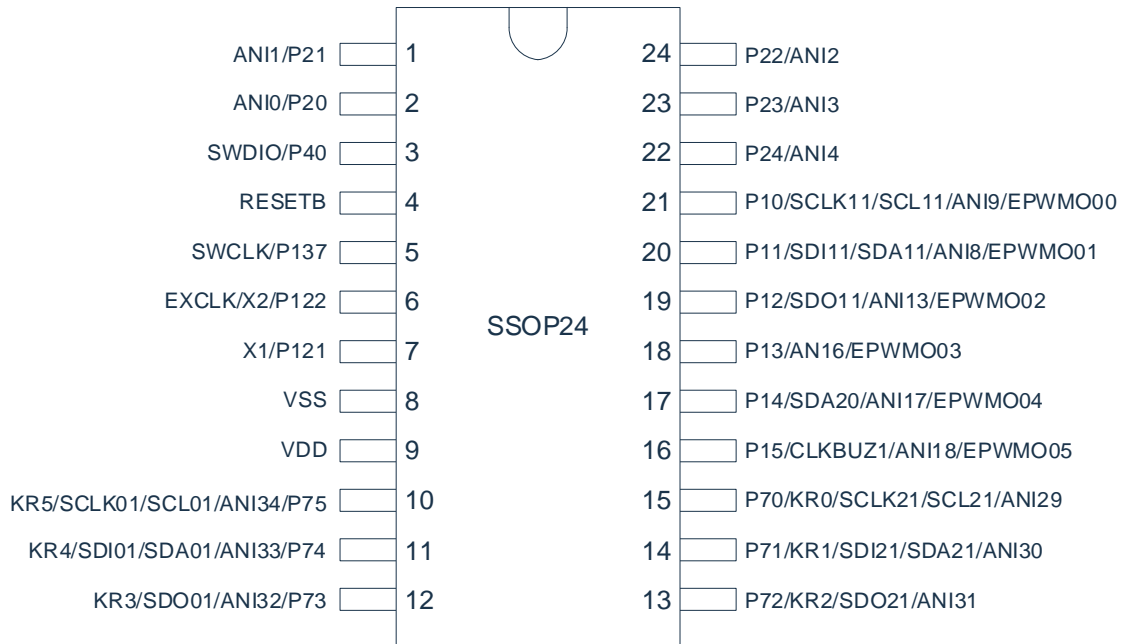 ANI1/P21 1 24 P22/ANI2
ANI0/P20 2 23 P23/ANI3
SWDIO/P40 3 22 P24/ANI4
RESETB 4 21 P10/SCLK11/SCL11/ANI9/EPWMO00
SWCLK/P137 5 20 P11/SDI11/SDA11/ANI8/EPWMO01
EXCLK/X2/P122 6 19 P12/SDO11/ANI13/EPWMO02
SSOP24
X1/P121 7 18 P13/AN16/EPWMO03
VSS 8 17 P14/SDA20/ANI17/EPWMO04
VDD 9 16 P15/CLKBUZ1/ANI18/EPWMO05
KR5/SCLK01/SCL01/ANI34/P75 10 15 P70/KR0/SCLK21/SCL21/ANI29
KR4/SDI01/SDA01/ANI33/P74 11 14 P71/KR1/SDI21/SDA21/ANI30
KR3/SDO01/ANI32/P73 12 13 P72/KR2/SDO21/ANI31